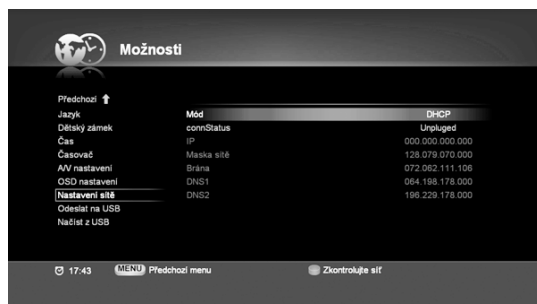 Možnosti
Předchozí
Jazyk
Dětský zámek
Čas
Časovač
A/V nastavení
OSD nastavení
Nastavení sítě
Odeslat na USB
Načíst z USB
Mód DHCP
connStatus Unpluged
IP 000.000.000.000
Maska sítě 128.079.070.000
Brána 072.062.111.106
DNS1 064.198.178.000
DNS2 196.229.178.000
17:43 MENU Předchozí menu Zkontrolujte síť